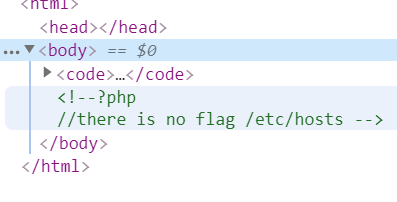 <html>
<head></head>
... ▼<body> == $0
▶<code>…</code>
<!--?php
//there is no flag /etc/hosts -->
</body>
</html>